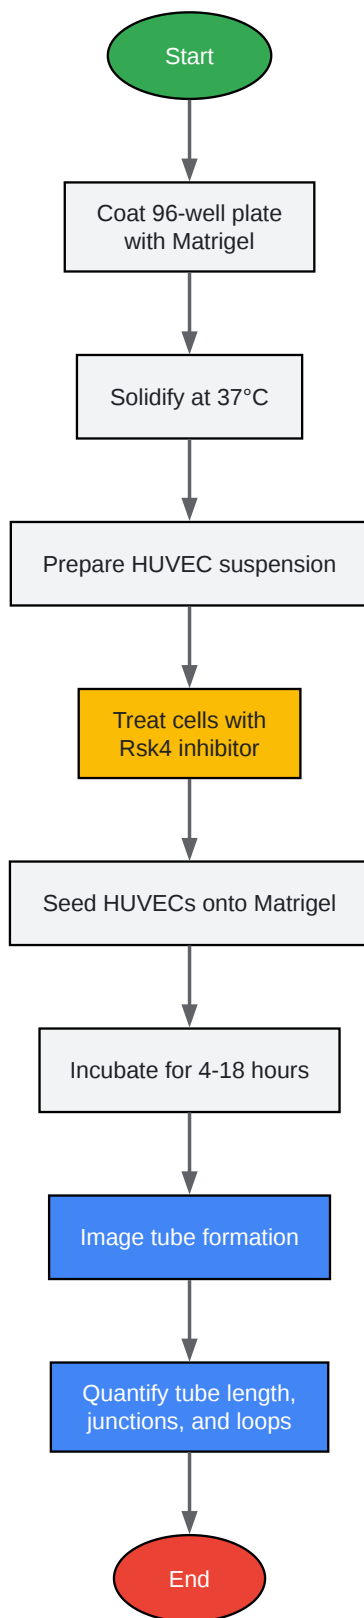 Start
Coat 96-well plate
with Matrigel
Solidify at 37°C
Prepare HUVEC suspension
Treat cells with
Rsk4 inhibitor
Seed HUVECs onto Matrigel
Incubate for 4-18 hours
Image tube formation
Quantify tube length,
junctions, and loops
End